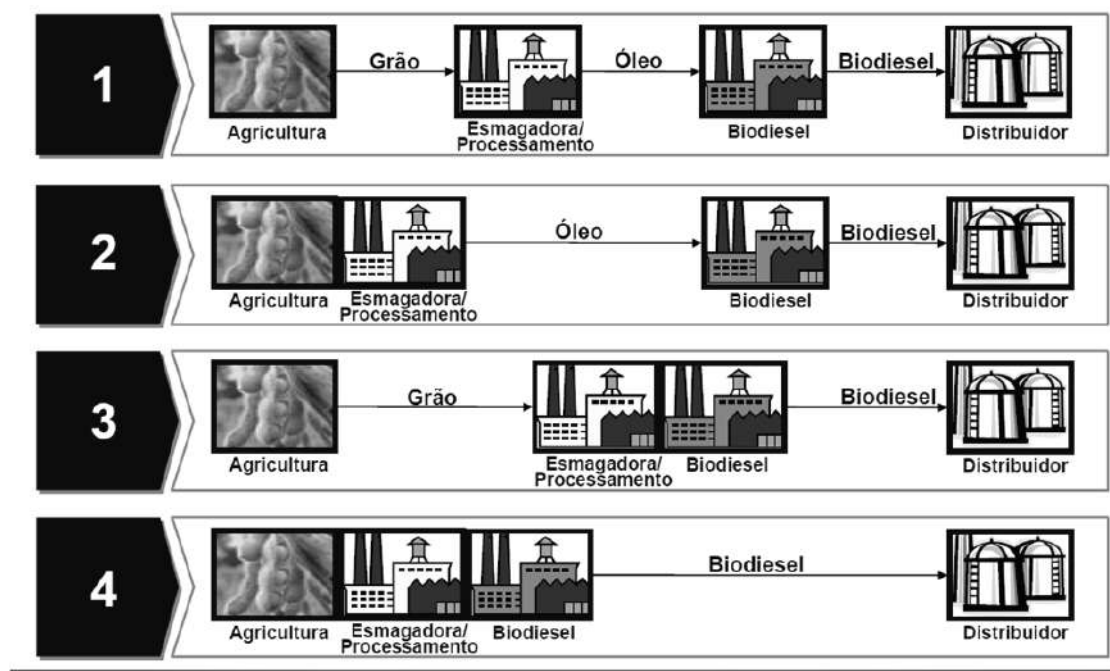 1
Grão
Óleo
Biodiesel
Agricultura
Esmagadora/
Processamento
Biodiesel
Distribuidor
2
Óleo
Biodiesel
Agricultura
Esmagadora/
Processamento
Biodiesel
Distribuidor
3
Grão
Biodiesel
Agricultura
Esmagadora/
Processamento
Biodiesel
Distribuidor
4
Biodiesel
Agricultura
Esmagadora/
Processamento
Biodiesel
Distribuidor